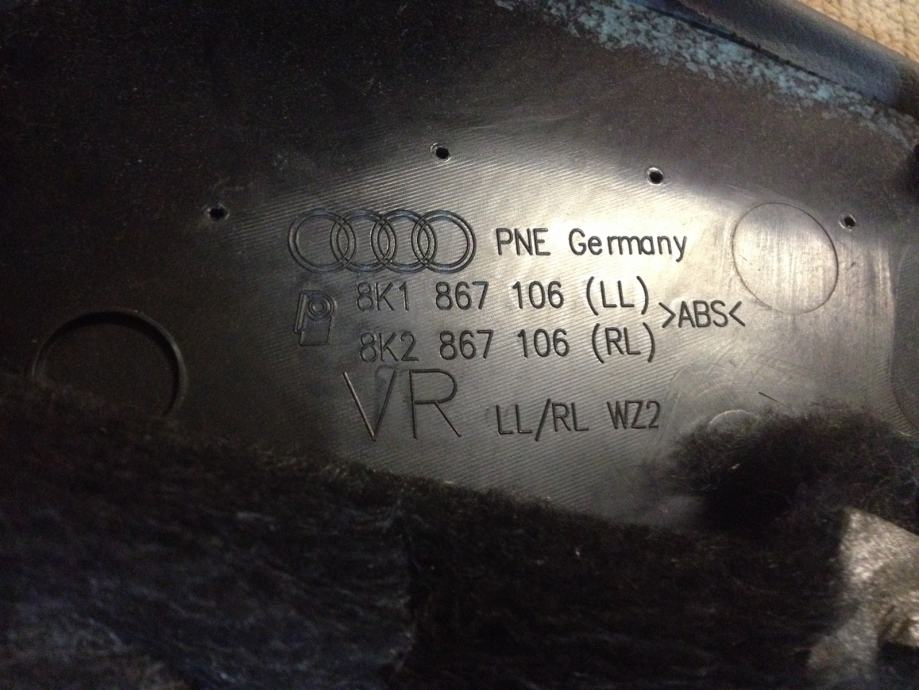 PNE Germany
8K1 867 106 (LL)
8K2 867 106 (RL)
>ABS<
VR LL/RL WZ2